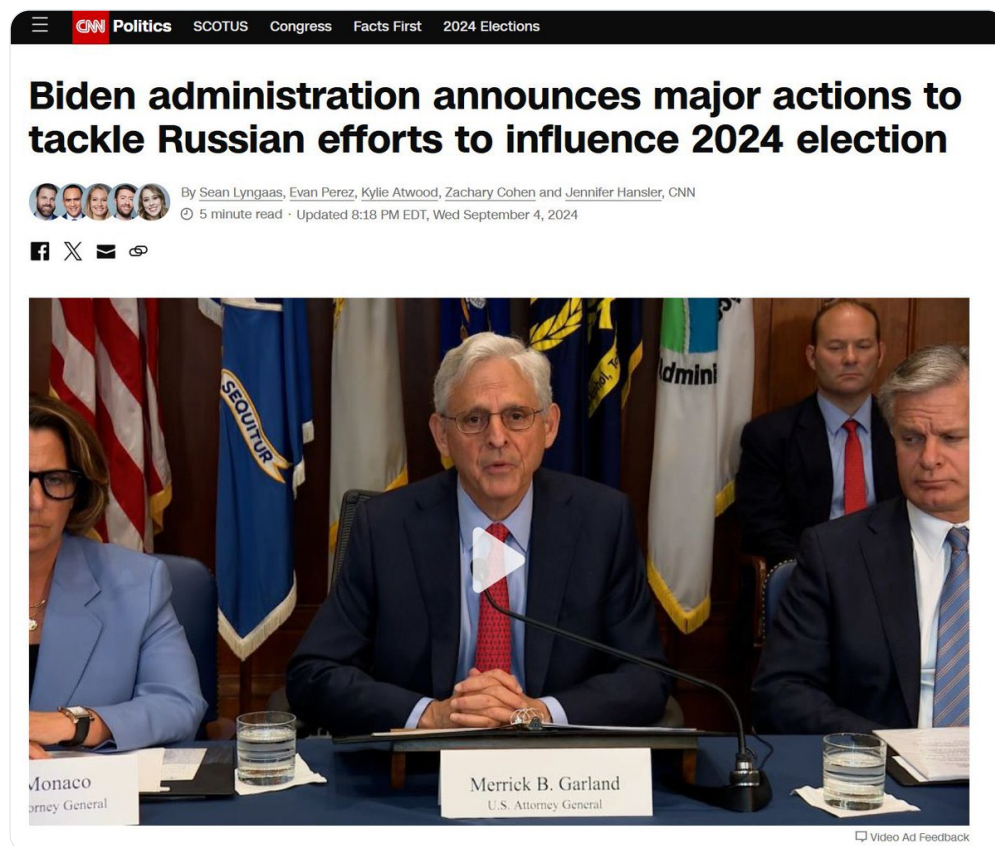 CNN Politics SCOTUS Congress Facts First 2024 Elections
Biden administration announces major actions to
tackle Russian efforts to influence 2024 election
By Sean Lyngaas, Evan Perez, Kylie Atwood, Zachary Cohen and Jennifer Hansler, CNN
5 minute read · Updated 8:18 PM EDT, Wed September 4, 2024
SEQUITUR
dmini
Monaco
orney General
Merrick B. Garland
U.S. Attorney General
Video Ad Feedback